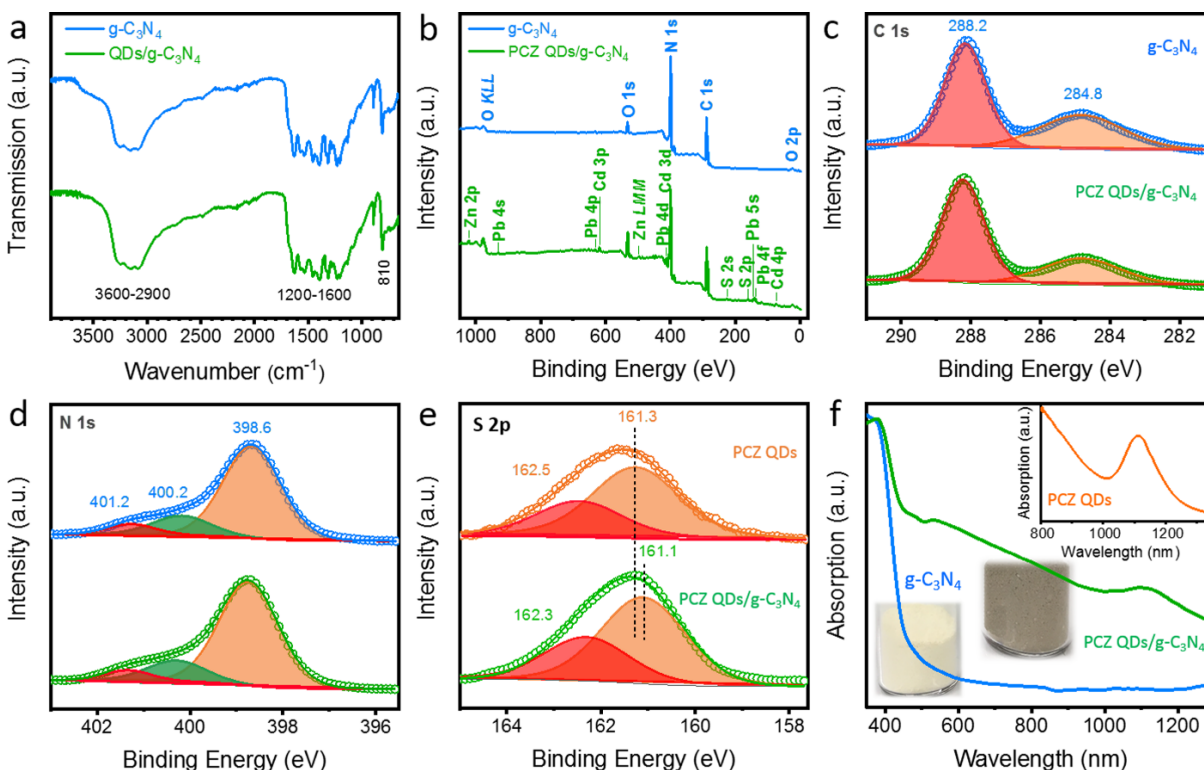 a
g-C₃N₄
QDs/g-C₃N₄
Transmission (a.u.)
3600-2900
1200-1600
810
3500 3000 2500 2000 1500 1000
Wavenumber (cm⁻¹)
b
g-C₃N₄
PCZ QDs/g-C₃N₄
Intensity (a.u.)
O KLL
O 1s
N 1s
C 1s
O 2p
Zn 2p
Pb 4s
Pb 4p
Cd 3p
Zn LMM
Pb 4d
Cd 3d
S 2s
S 2p
Pb 5s
Pb 4f
Cd 4p
1000 800 600 400 200 0
Binding Energy (eV)
c
C 1s
288.2
g-C₃N₄
284.8
PCZ QDs/g-C₃N₄
Intensity (a.u.)
290 288 286 284 282
Binding Energy (eV)
d
N 1s
398.6
400.2
401.2
Intensity (a.u.)
402 400 398 396
Binding Energy (eV)
e
S 2p
161.3
162.5
PCZ QDs
161.1
162.3
PCZ QDs/g-C₃N₄
Intensity (a.u.)
164 162 160 158
Binding Energy (eV)
f
Absorption (a.u.)
PCZ QDs
800 1000 1200
Wavelength (nm)
g-C₃N₄
PCZ QDs/g-C₃N₄
Absorption (a.u.)
400 600 800 1000 1200
Wavelength (nm)